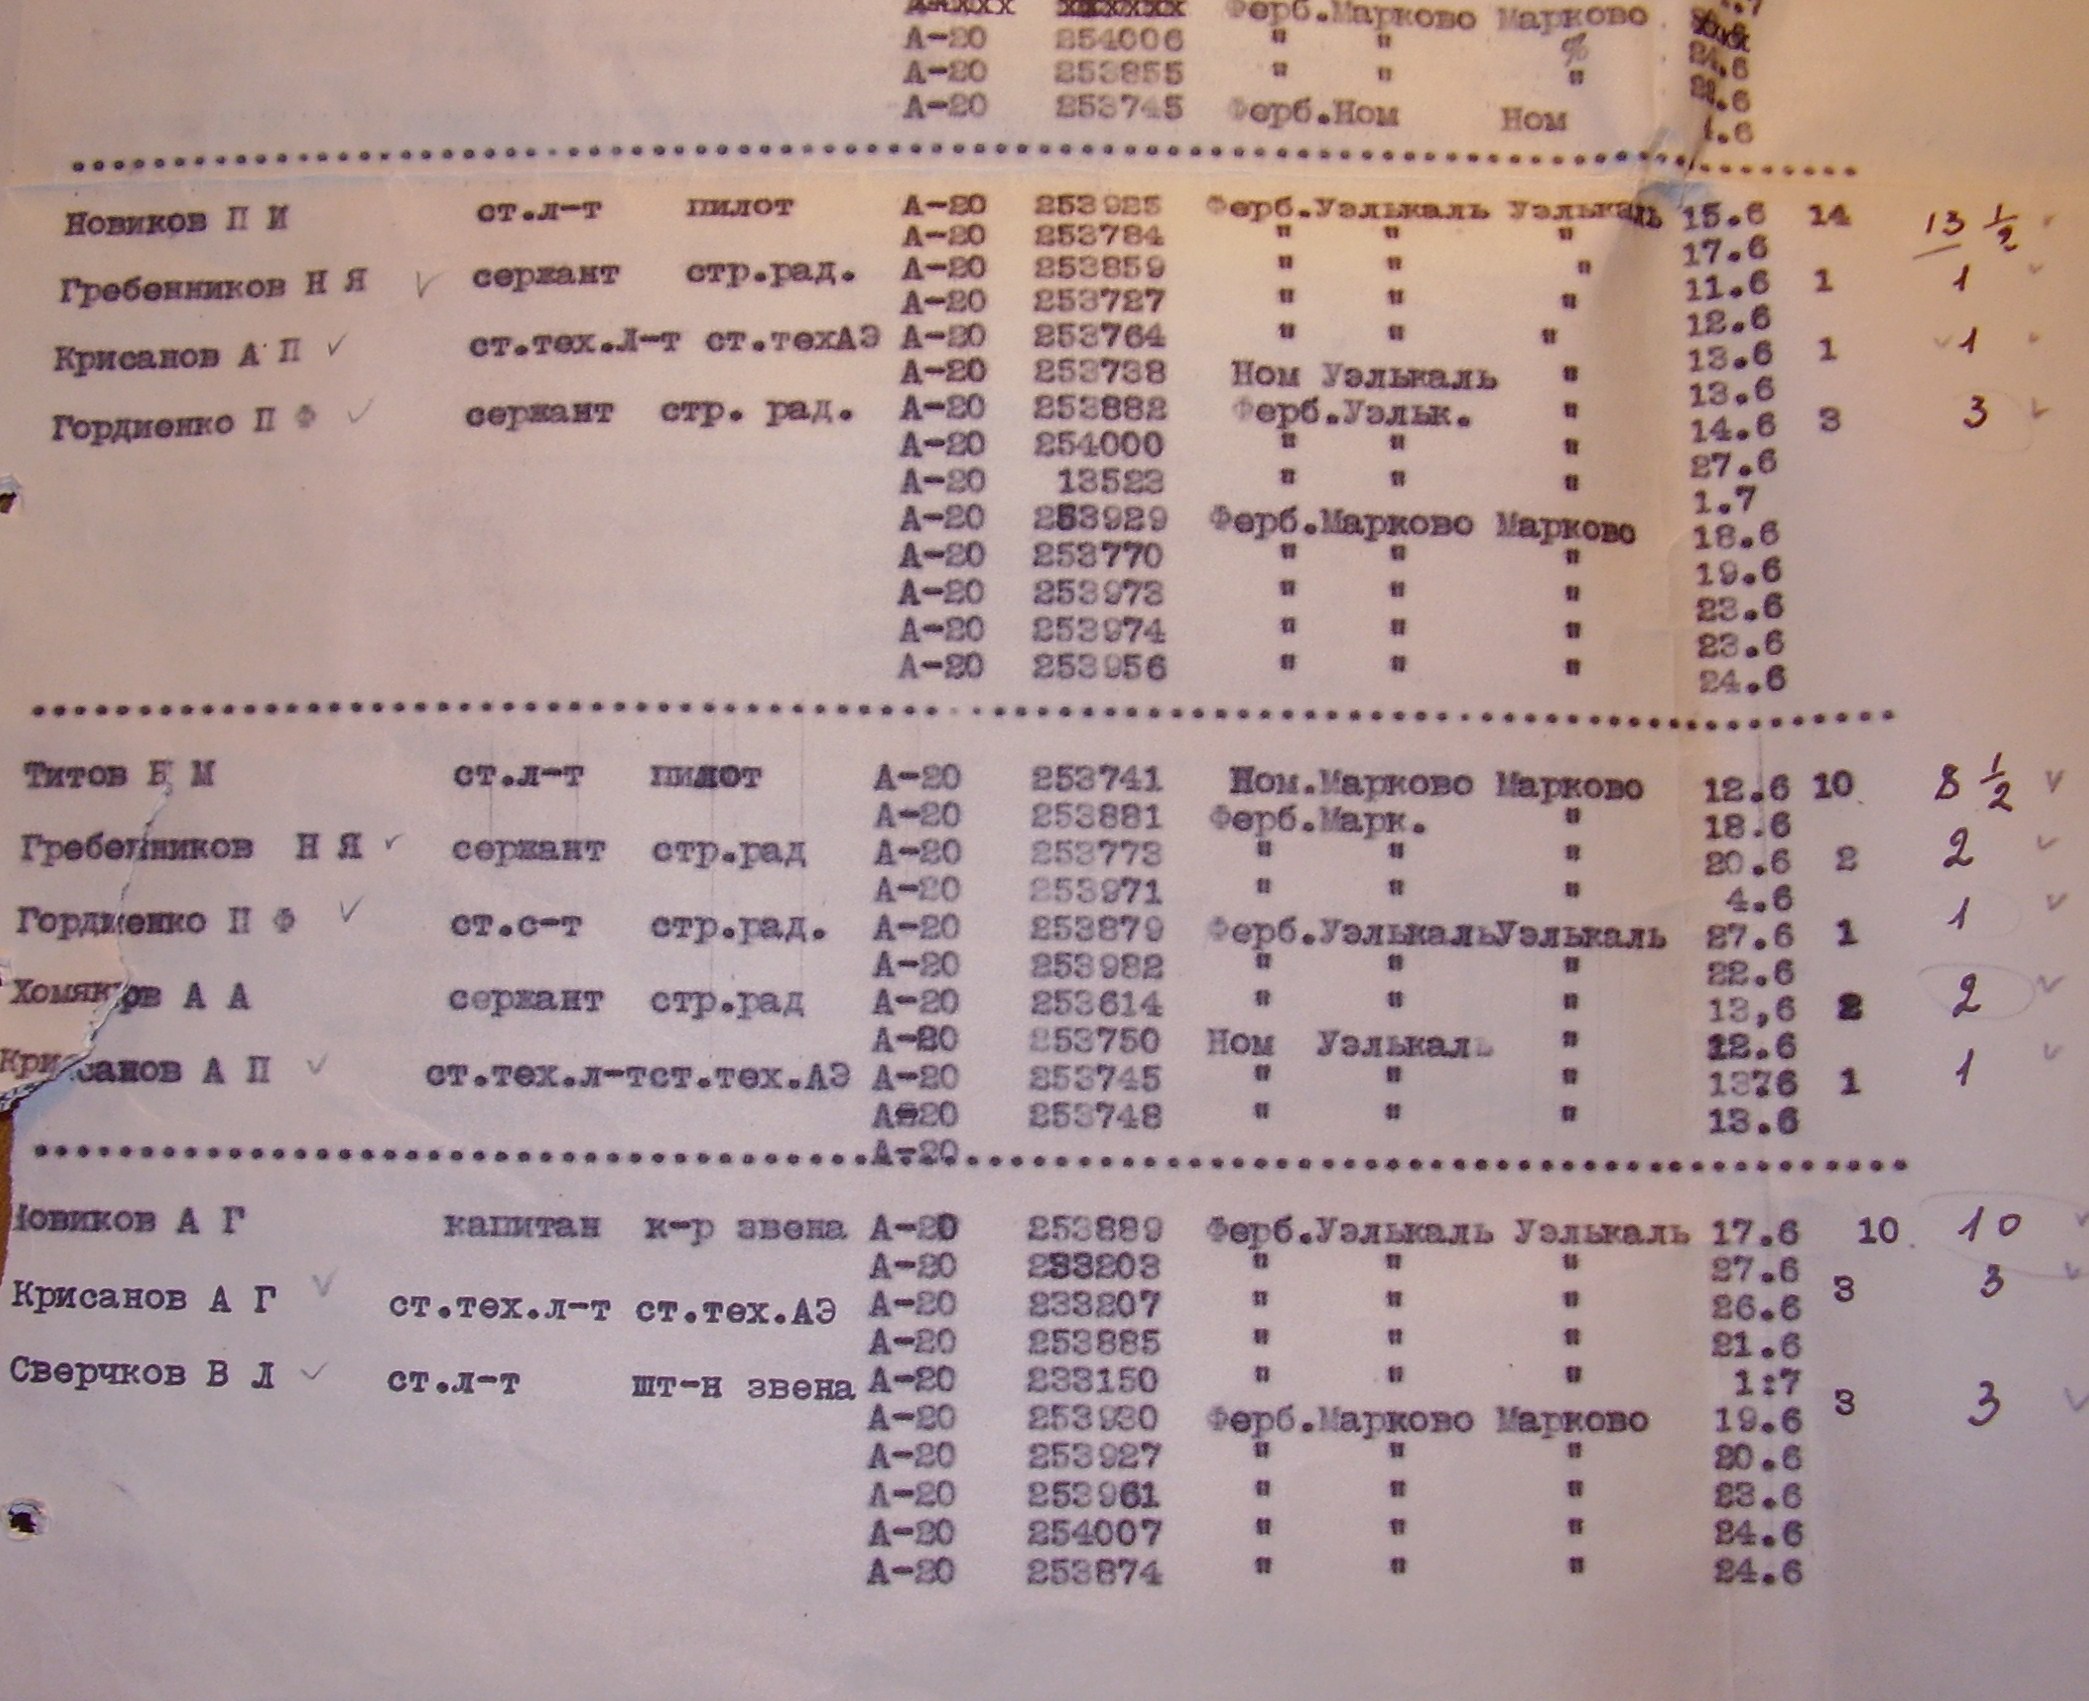 Ферб.Марково Марково
А-20 254006 " " %
А-20 253855 " " " 24.6
А-20 253745 Ферб.Ном Ном
Новиков П И ст.л-т пилот А-20 253925 Ферб.Уэлькаль Уэлькаль 15.6 14 13 1/2
А-20 253784 " " " 17.6
Гребенников Н Я сержант стр.рад. А-20 253859 " " " 11.6 1 1
А-20 253727 " " " 12.6
Крисанов А П ст.тех.Л-т ст.техАЭ А-20 253764 " " " 13.6 1 1
А-20 253738 Ном Уэлькаль " 13.6
Гордиенко П Ф сержант стр. рад. А-20 253882 Ферб.Уэльк. " 14.6 3 3
А-20 254000 " " " 27.6
А-20 13523 " " " 1.7
А-20 253929 Ферб.Марково Марково 18.6
А-20 253770 " " " 19.6
А-20 253973 " " " 23.6
А-20 253974 " " " 23.6
А-20 253956 " " " 24.6
Титов М ст.л-т пилот А-20 253741 Ном.Марково Марково 12.6 10 8 1/2
А-20 253881 Ферб.Марк. " 18.6
Гребенников Н Я сержант стр.рад А-20 253773 " " " 20.6 2 2
А-20 253971 " " " 4.6
Гордиенко П Ф ст.с-т стр.рад. А-20 253879 Ферб.УэлькальУэлькаль 27.6 1 1
А-20 253982 " " " 22.6
Хомяков А А сержант стр.рад А-20 253614 " " " 13,6 2 2
А-20 253750 Ном Уэлькаль " 12.6
Крисанов А П ст.тех.л-тст.тех.АЭ А-20 253745 " " " 1376 1 1
А-20 253748 " " " 13.6
А-20
Новиков А Г капитан к-р звена А-20 253889 Ферб.Уэлькаль Уэлькаль 17.6 10 10
А-20 233203 " " " 27.6
Крисанов А Г ст.тех.л-т ст.тех.АЭ А-20 233207 " " " 26.6 3 3
А-20 253885 " " " 21.6
Сверчков В Л ст.л-т шт-н звена А-20 233150 " " " 1:7 3 3
А-20 253930 Ферб.Марково Марково 19.6
А-20 253927 " " " 20.6
А-20 253961 " " " 23.6
А-20 254007 " " " 24.6
А-20 253874 " " " 24.6